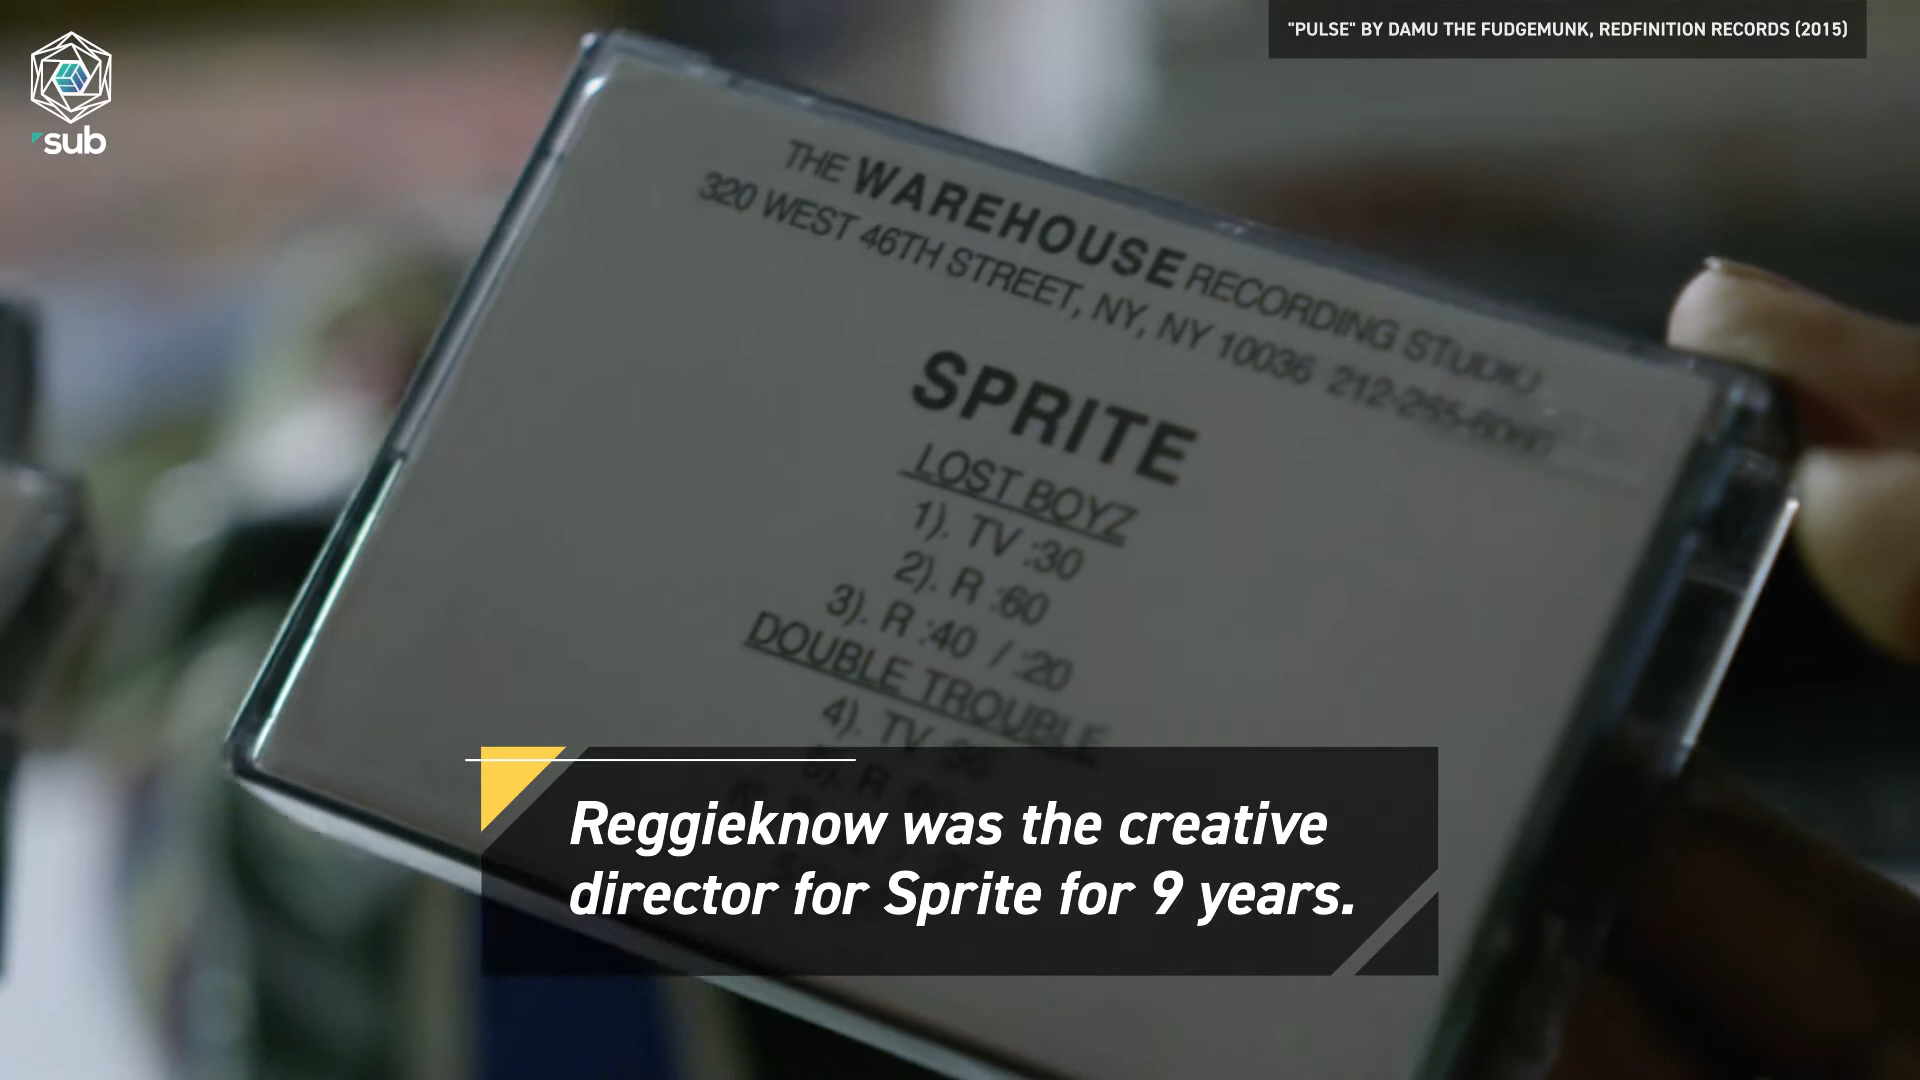 "PULSE" BY DAMU THE FUDGEMUNK, REDFINITION RECORDS (2015)
sub
THE WAREHOUSE RECORDING STUDIO
320 WEST 46TH STREET, NY, NY 10036
SPRITE
LOST BOYZ
1). TV :30
2). R :60
3). R :40 / :20
DOUBLE TROUBLE
4). TV :30
Reggieknow was the creative
director for Sprite for 9 years.